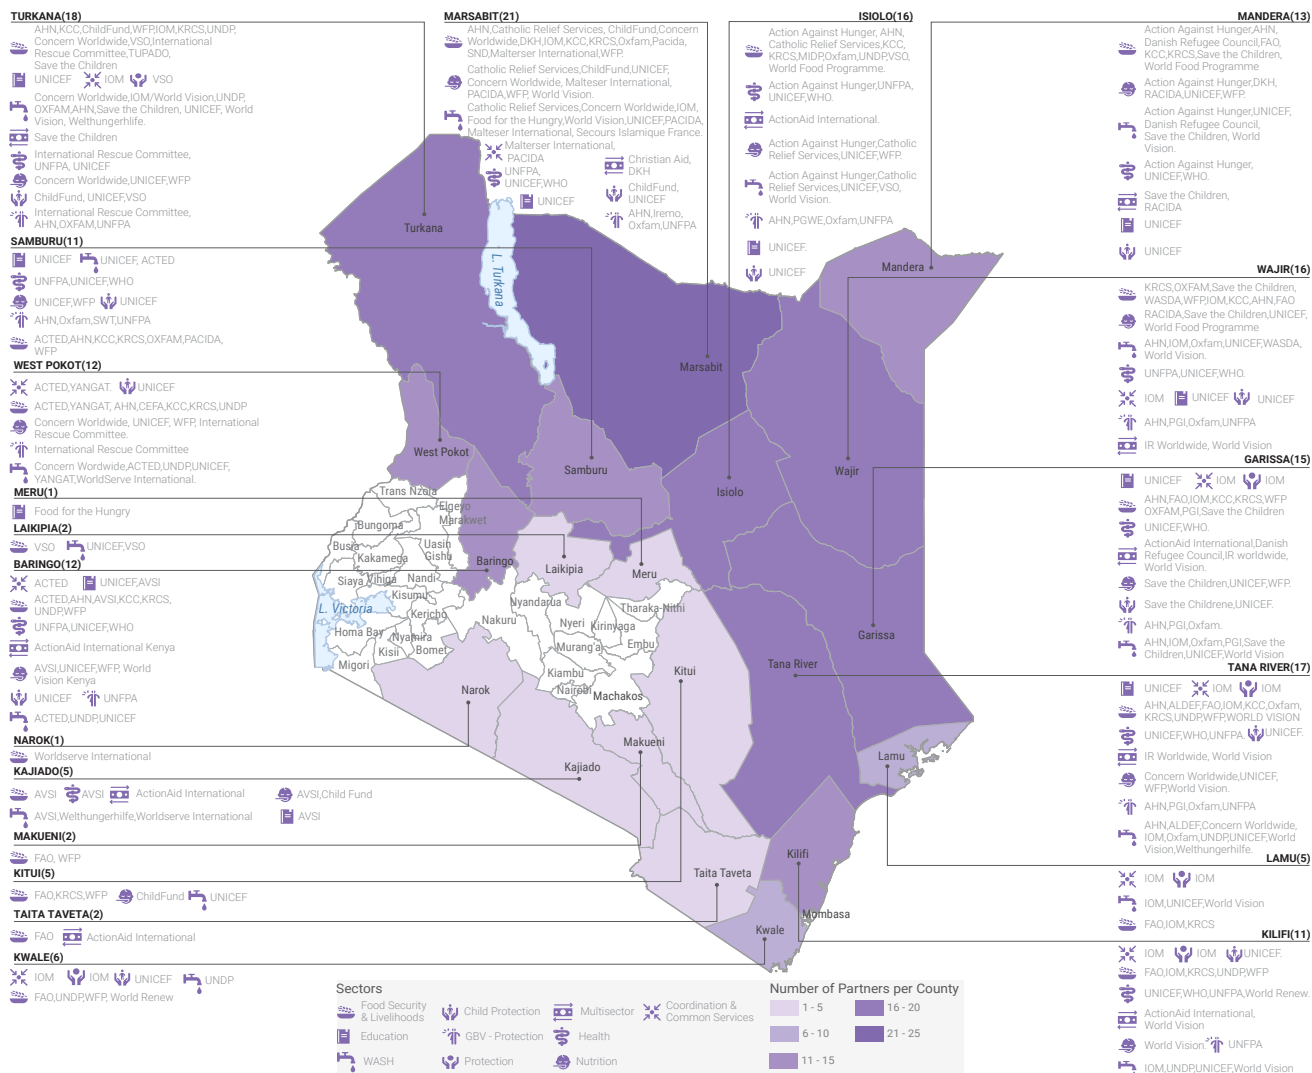 TURKANA(18)
AHN,KCC,ChildFund,WFP,IOM,KRCS,UNDP,
Concern Worldwide,VSO,International
Rescue Committee,TUPADO,
Save the Children
UNICEF IOM VSO
Concern Worldwide,IOM/World Vision,UNDP,
OXFAM,AHN,Save the Children, UNICEF, World
Vision, Welthungerhlife.
Save the Children
International Rescue Committee,
UNFPA, UNICEF
Concern Worldwide,UNICEF,WFP
ChildFund, UNICEF,VSO
International Rescue Committee,
AHN,OXFAM,UNFPA
SAMBURU(11)
UNICEF UNICEF, ACTED
UNFPA,UNICEF,WHO
UNICEF,WFP UNICEF
AHN,Oxfam,SWT,UNFPA
ACTED,AHN,KCC,KRCS,OXFAM,PACIDA,
WFP
WEST POKOT(12)
ACTED,YANGAT. UNICEF
ACTED,YANGAT, AHN,CEFA,KCC,KRCS,UNDP
Concern Worldwide, UNICEF, WFP, International
Rescue Committee.
International Rescue Committee
Concern Wordwide,ACTED,UNDP,UNICEF,
YANGAT,WorldServe International.
MERU(1)
Food for the Hungry
LAIKIPIA(2)
VSO UNICEF,VSO
BARINGO(12)
ACTED UNICEF,AVSI
ACTED,AHN,AVSI,KCC,KRCS,
UNDP,WFP
UNFPA,UNICEF,WHO
ActionAid International Kenya
AVSI,UNICEF,WFP, World
Vision Kenya
UNICEF UNFPA
ACTED,UNDP,UNICEF
NAROK(1)
Worldserve International
KAJIADO(5)
AVSI AVSI ActionAid International AVSI,Child Fund
AVSI,Welthungerhilfe,Worldserve International AVSI
MAKUENI(2)
FAO, WFP
KITUI(5)
FAO,KRCS,WFP ChildFund UNICEF
TAITA TAVETA(2)
FAO ActionAid International
KWALE(6)
IOM IOM UNICEF UNDP
FAO,UNDP,WFP, World Renew
MARSABIT(21)
AHN,Catholic Relief Services, ChildFund,Concern
Worldwide,DKH,IOM,KCC,KRCS,Oxfam,Pacida,
SND,Malterser International,WFP.
Catholic Relief Services,ChildFund,UNICEF,
Concern Worldwide, Malteser International,
PACIDA,WFP, World Vision.
Catholic Relief Services,Concern Worldwide,IOM,
Food for the Hungry,World Vision,UNICEF,PACIDA,
Malteser International, Secours Islamique France.
Malterser International,
PACIDA
UNFPA,
UNICEF,WHO
UNICEF
Christian Aid,
DKH
ChildFund,
UNICEF
AHN,Iremo,
Oxfam,UNFPA
ISIOLO(16)
Action Against Hunger, AHN,
Catholic Relief Services,KCC,
KRCS,MIDP,Oxfam,UNDP,VSO,
World Food Programme.
Action Against Hunger,UNFPA,
UNICEF,WHO.
ActionAid International.
Action Against Hunger,Catholic
Relief Services,UNICEF,WFP.
Action Against Hunger,Catholic
Relief Services,UNICEF,VSO,
World Vision.
AHN,PGWE,Oxfam,UNFPA
UNICEF.
UNICEF
MANDERA(13)
Action Against Hunger,AHN,
Danish Refugee Council,FAO,
KCC,KRCS,Save the Children,
World Food Programme
Action Against Hunger,DKH,
RACIDA,UNICEF,WFP.
Action Against Hunger,UNICEF,
Danish Refugee Council,
Save the Children, World
Vision.
Action Against Hunger,
UNICEF,WHO.
Save the Children,
RACIDA
UNICEF
UNICEF
WAJIR(16)
KRCS,OXFAM,Save the Children,
WASDA,WFP,IOM,KCC,AHN,FAO
RACIDA,Save the Children,UNICEF,
World Food Programme
AHN,IOM,Oxfam,UNICEF,WASDA,
World Vision.
UNFPA,UNICEF,WHO.
IOM UNICEF UNICEF
AHN,PGI,Oxfam,UNFPA
IR Worldwide, World Vision
GARISSA(15)
UNICEF IOM IOM
AHN,FAO,IOM,KCC,KRCS,WFP
OXFAM,PGI,Save the Children
UNICEF,WHO.
ActionAid International,Danish
Refugee Council,IR worldwide,
World Vision.
Save the Children,UNICEF,WFP.
Save the Childrene,UNICEF.
AHN,PGI,Oxfam.
AHN,IOM,Oxfam,PGI,Save the
Children,UNICEF,World Vision
TANA RIVER(17)
UNICEF IOM IOM
AHN,ALDEF,FAO,IOM,KCC,Oxfam,
KRCS,UNDP,WFP,WORLD VISION
UNICEF,WHO,UNFPA. UNICEF.
IR Worldwide, World Vision
Concern Worldwide,UNICEF,
WFP,World Vision.
AHN,PGI,Oxfam,UNFPA
AHN,ALDEF,Concern Worldwide,
IOM,Oxfam,UNDP,UNICEF,World
Vision,Welthungerhilfe.
LAMU(5)
IOM IOM
IOM,UNICEF,World Vision
FAO,IOM,KRCS
KILIFI(11)
IOM IOM UNICEF.
FAO,IOM,KRCS,UNDP,WFP
UNICEF,WHO,UNFPA,World Renew.
ActionAid International,
World Vision
World Vision. UNFPA
IOM,UNDP,UNICEF,World Vision
Turkana
L. Turkana
Marsabit
Mandera
West Pokot
Samburu
Isiolo
Wajir
Trans Nzoia
Elgeyo
Marakwet
Bungoma
Busia
Kakamega
Uasin
Gishu
Baringo
Laikipia
Meru
Siaya
Vihiga
Nandi
Kisumu
L. Victoria
Kericho
Nyandarua
Nakuru
Nyeri
Kirinyaga
Tharaka-Nithi
Homa Bay
Nyamira
Kisii
Bomet
Migori
Murang'a
Embu
Kiambu
Nairobi
Machakos
Garissa
Tana River
Kitui
Narok
Makueni
Kajiado
Lamu
Kilifi
Taita Taveta
Mombasa
Kwale
Sectors
Food Security
& Livelihoods
Child Protection
Multisector
Coordination &
Common Services
Education
GBV - Protection
Health
WASH
Protection
Nutrition
Number of Partners per County
1 - 5
16 - 20
6 - 10
21 - 25
11 - 15